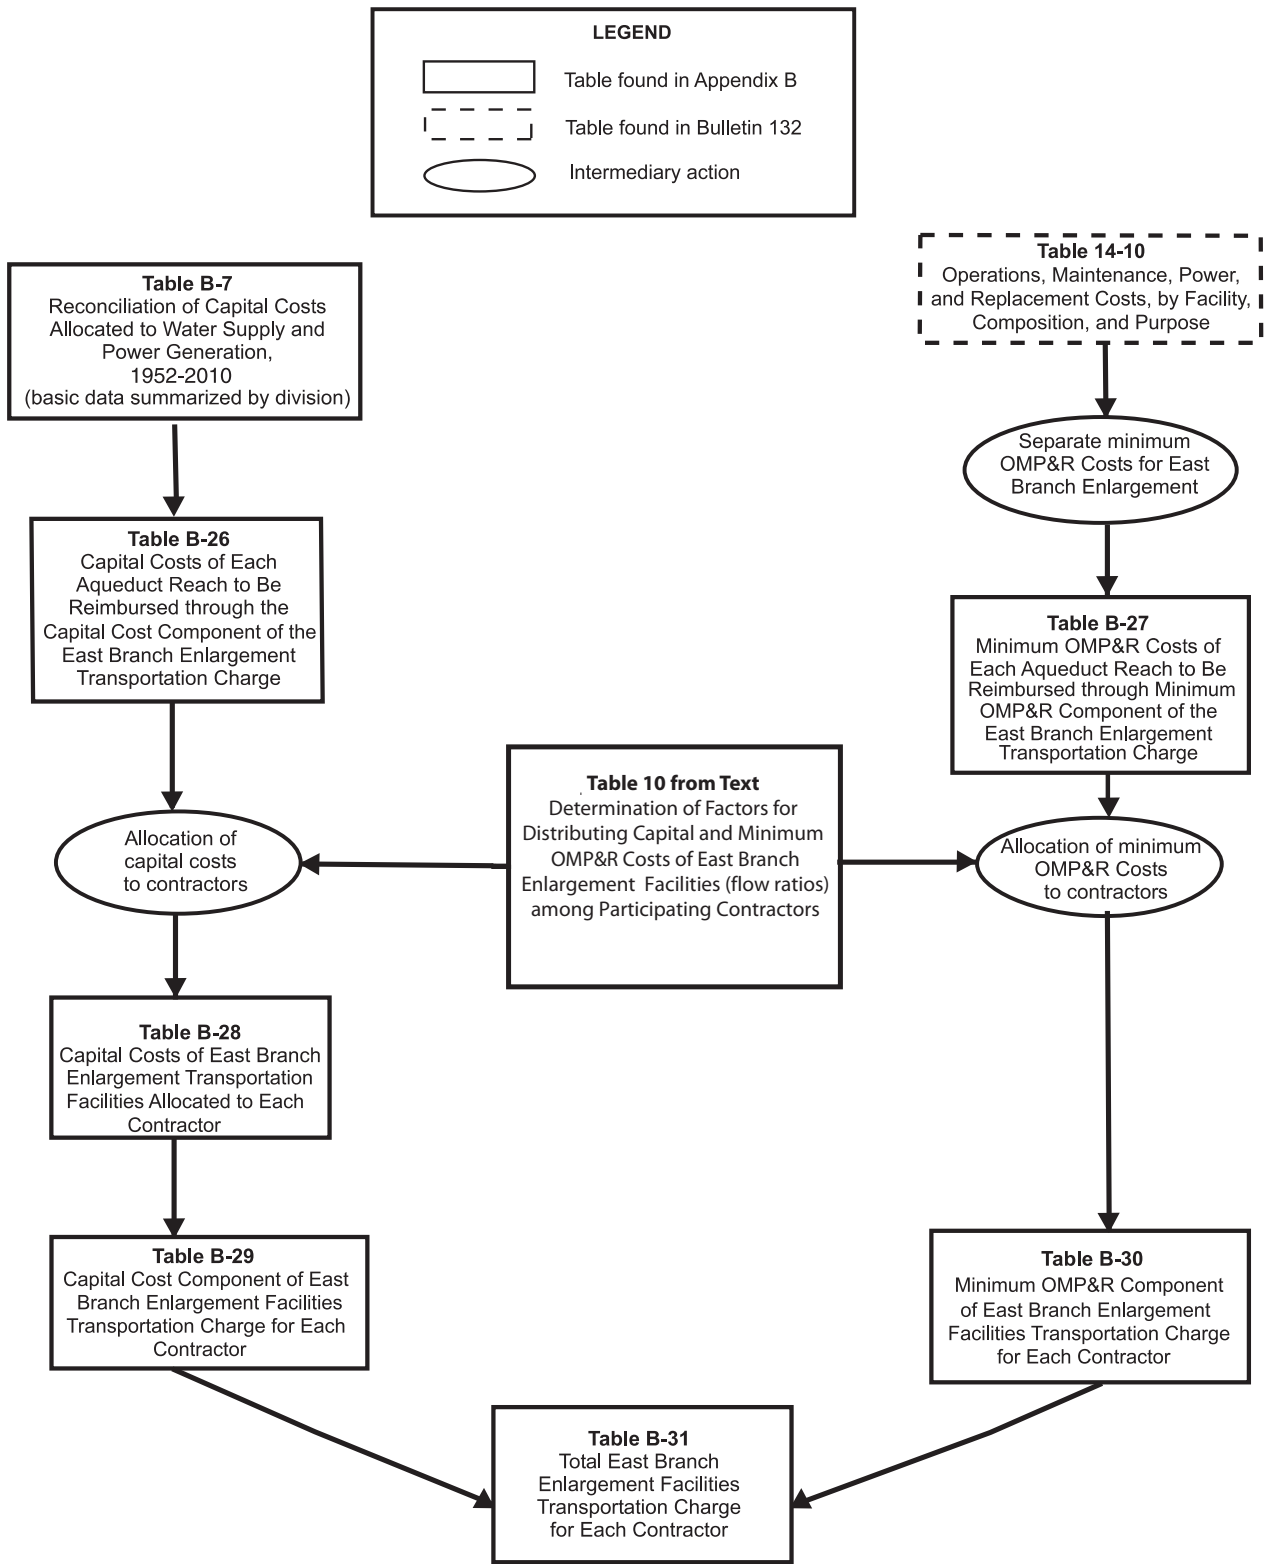 LEGEND
Table found in Appendix B
Table found in Bulletin 132
Intermediary action
Table B-7
Reconciliation of Capital Costs
Allocated to Water Supply and
Power Generation,
1952-2010
(basic data summarized by division)
Table 14-10
Operations, Maintenance, Power,
and Replacement Costs, by Facility,
Composition, and Purpose
Separate minimum
OMP&R Costs for East
Branch Enlargement
Table B-26
Capital Costs of Each
Aqueduct Reach to Be
Reimbursed through the
Capital Cost Component of the
East Branch Enlargement
Transportation Charge
Table B-27
Minimum OMP&R Costs of
Each Aqueduct Reach to Be
Reimbursed through Minimum
OMP&R Component of the
East Branch Enlargement
Transportation Charge
Table 10 from Text
Determination of Factors for
Distributing Capital and Minimum
OMP&R Costs of East Branch
Enlargement Facilities (flow ratios)
among Participating Contractors
Allocation of
capital costs
to contractors
Allocation of minimum
OMP&R Costs
to contractors
Table B-28
Capital Costs of East Branch
Enlargement Transportation
Facilities Allocated to Each
Contractor
Table B-29
Capital Cost Component of East
Branch Enlargement Facilities
Transportation Charge for Each
Contractor
Table B-30
Minimum OMP&R Component
of East Branch Enlargement
Facilities Transportation Charge
for Each Contractor
Table B-31
Total East Branch
Enlargement Facilities
Transportation Charge
for Each Contractor